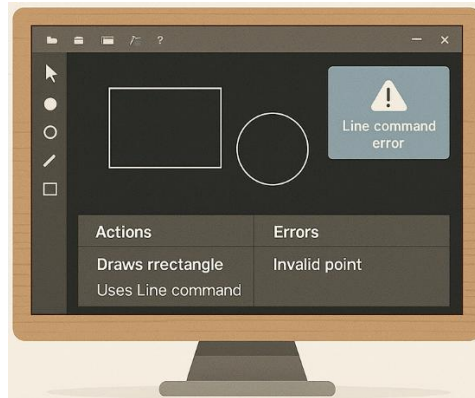 ?
Line command
error
Actions
Errors
Draws rrectangle
Invalid point
Uses Line command